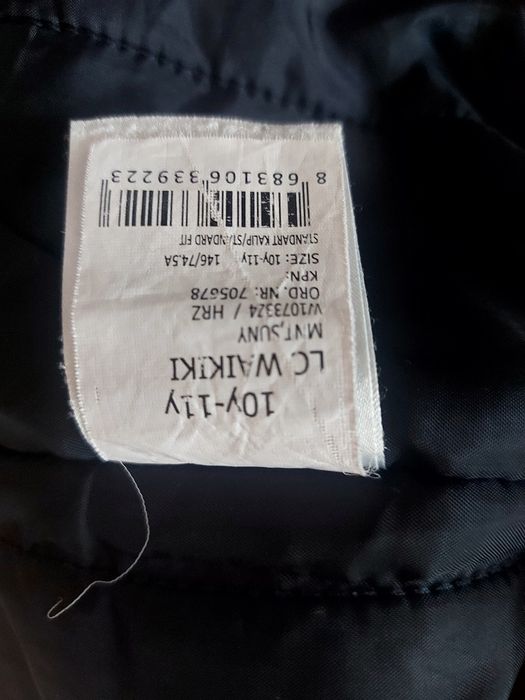 10y-11y
LC WAIKIKI
MNT,SUNY
W10733Z4 / HRZ
ORD. NR: 705678
KPN:
SIZE: 10y-11y 146/74.5A
STANDART KALIP/STANDARD FIT
8 683106 339223